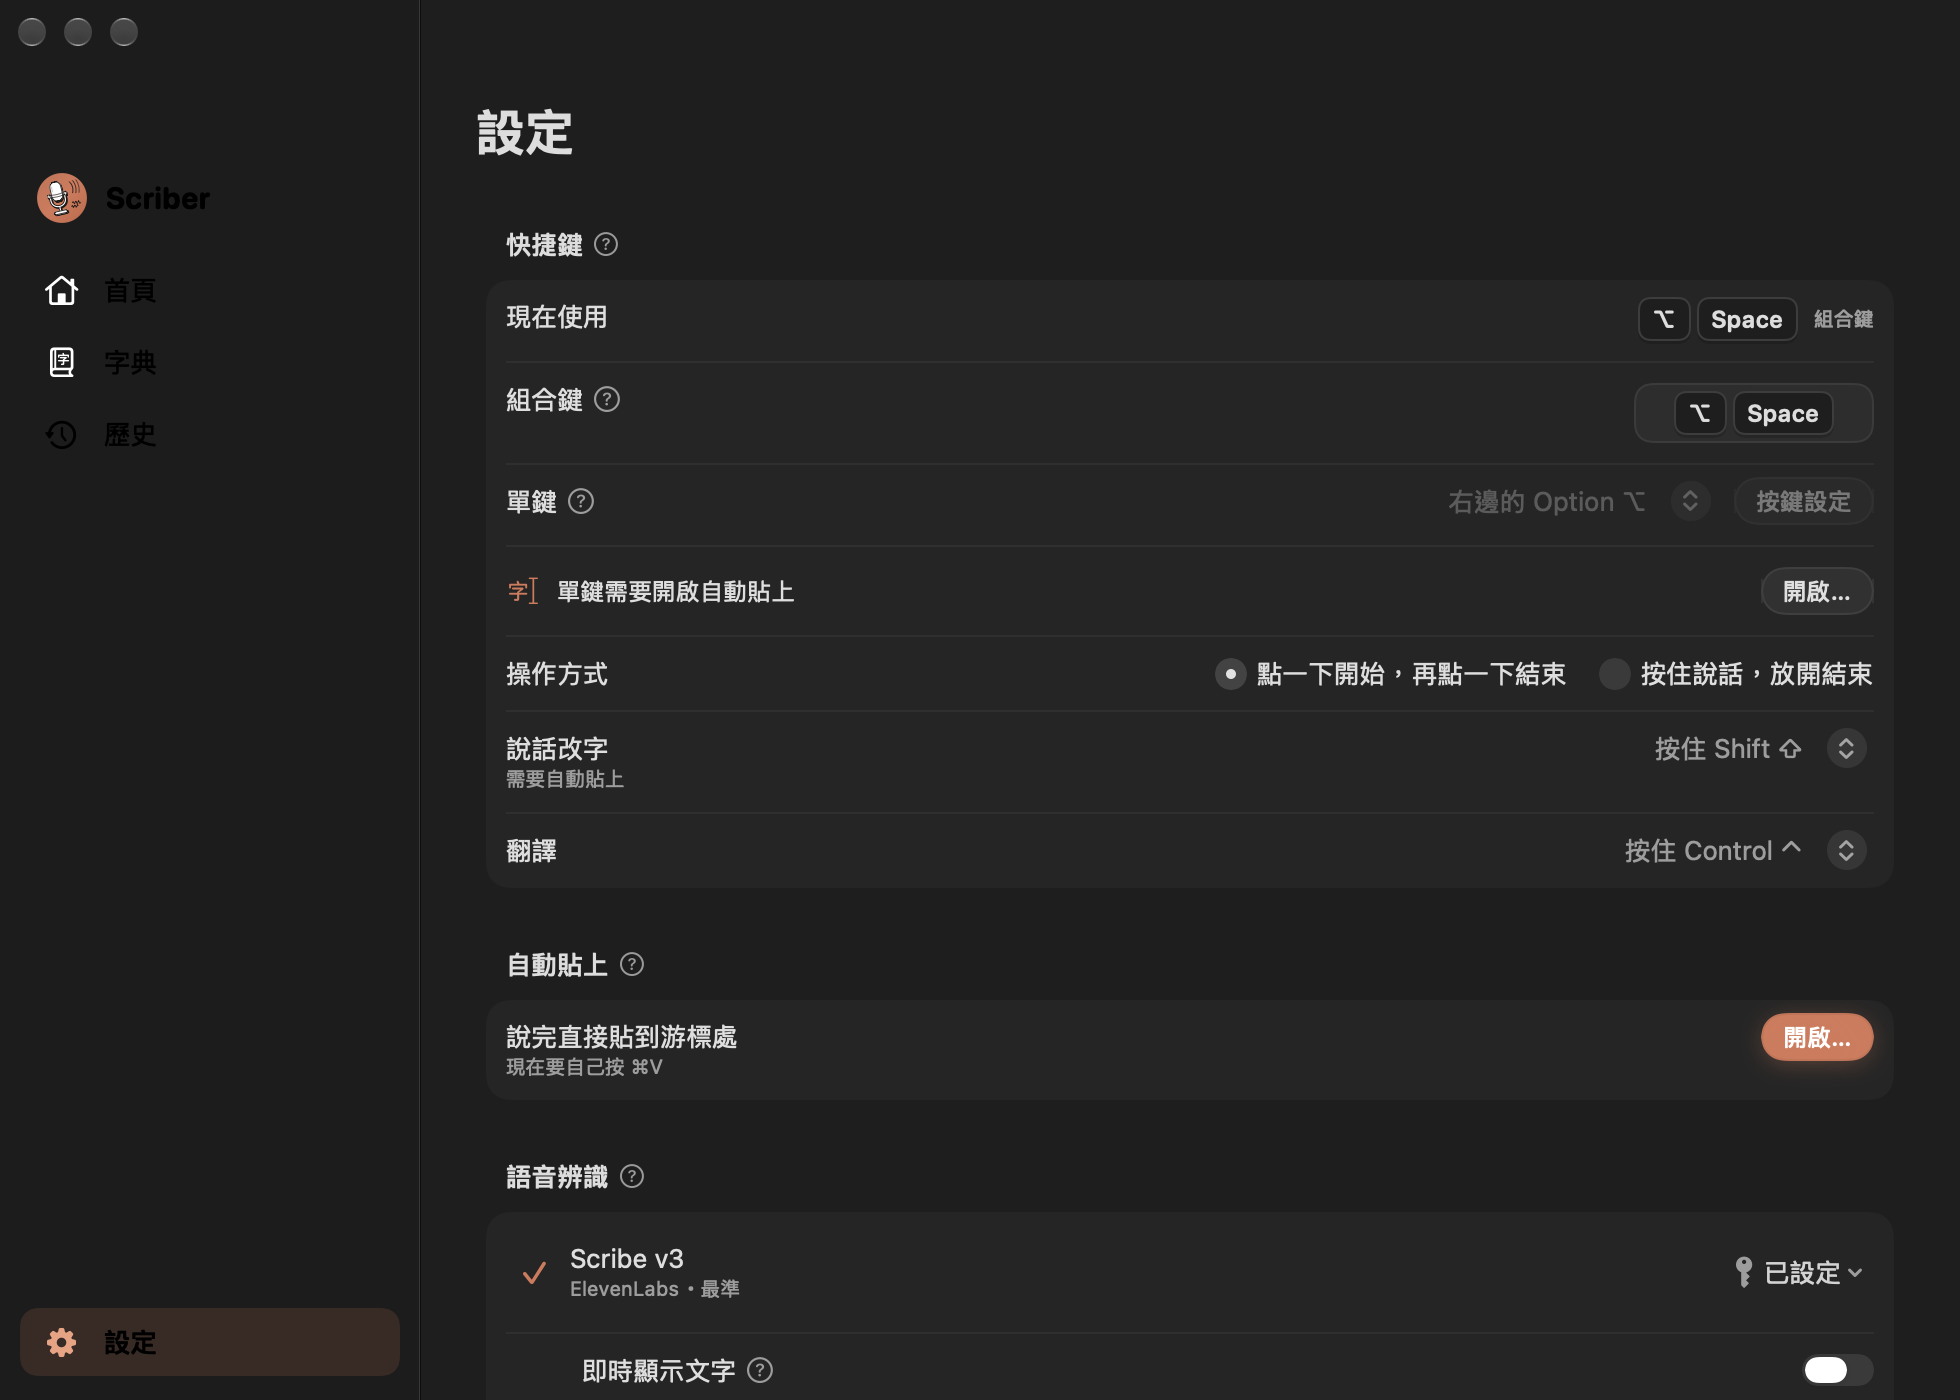 Scriber
首頁
字典
歷史
設定
設定
快捷鍵 ?
現在使用
⌥ Space 組合鍵
組合鍵 ?
⌥ Space
單鍵 ?
右邊的 Option ⌥
按鍵設定
字 單鍵需要開啟自動貼上
開啟...
操作方式
點一下開始，再點一下結束
按住說話，放開結束
說話改字
需要自動貼上
按住 Shift ⇧
翻譯
按住 Control ^
自動貼上 ?
說完直接貼到游標處
現在要自己按 ⌘V
開啟...
語音辨識 ?
Scribe v3
ElevenLabs・最準
已設定
即時顯示文字 ?